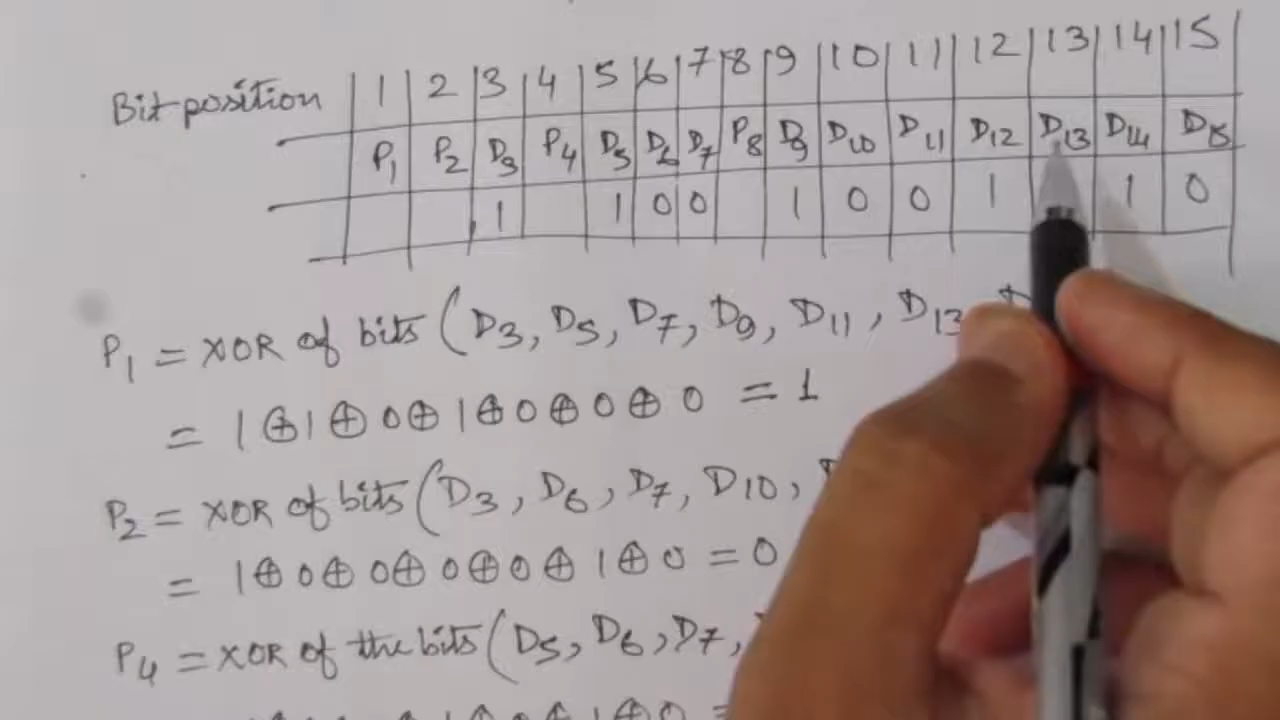 Bit position 1 2 3 4 5 6 7 8 9 10 11 12 13 14 15
P1 P2 D3 P4 D5 D6 D7 P8 D9 D10 D11 D12 D13 D14 D15
1 1 0 0 1 0 0 1 1 0
P1 = XOR of bits (D3, D5, D7, D9, D11, D13,
= 1 ⊕ 1 ⊕ 0 ⊕ 1 ⊕ 0 ⊕ 0 ⊕ 0 = 1
P2 = XOR of bits (D3, D6, D7, D10,
= 1 ⊕ 0 ⊕ 0 ⊕ 0 ⊕ 0 ⊕ 1 ⊕ 0 = 0
P4 = XOR of the bits (D5, D6, D7,